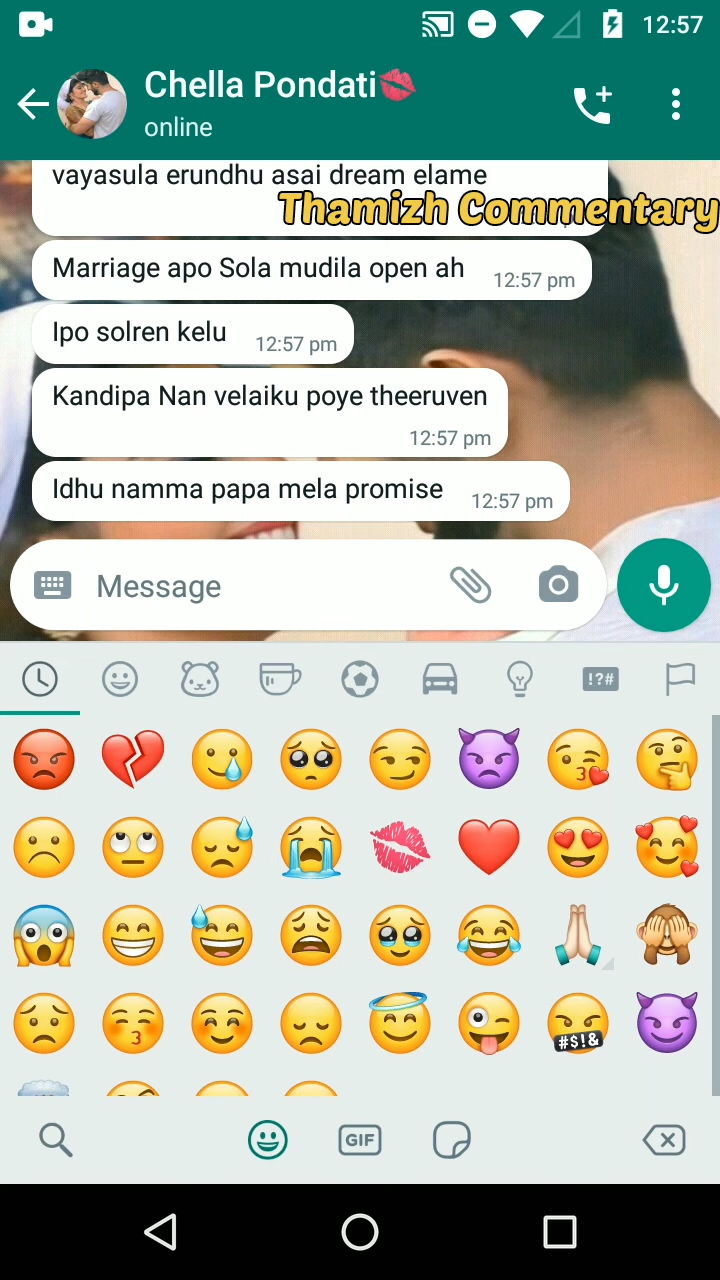 12:57
Chella Pondati💋
online
vayasula erundhu asai dream elame
Thamizh Commentary
Marriage apo Sola mudila open ah 12:57 pm
Ipo solren kelu 12:57 pm
Kandipa Nan velaiku poye theeruven
12:57 pm
Idhu namma papa mela promise 12:57 pm
Message
!?#
#$!&
GIF